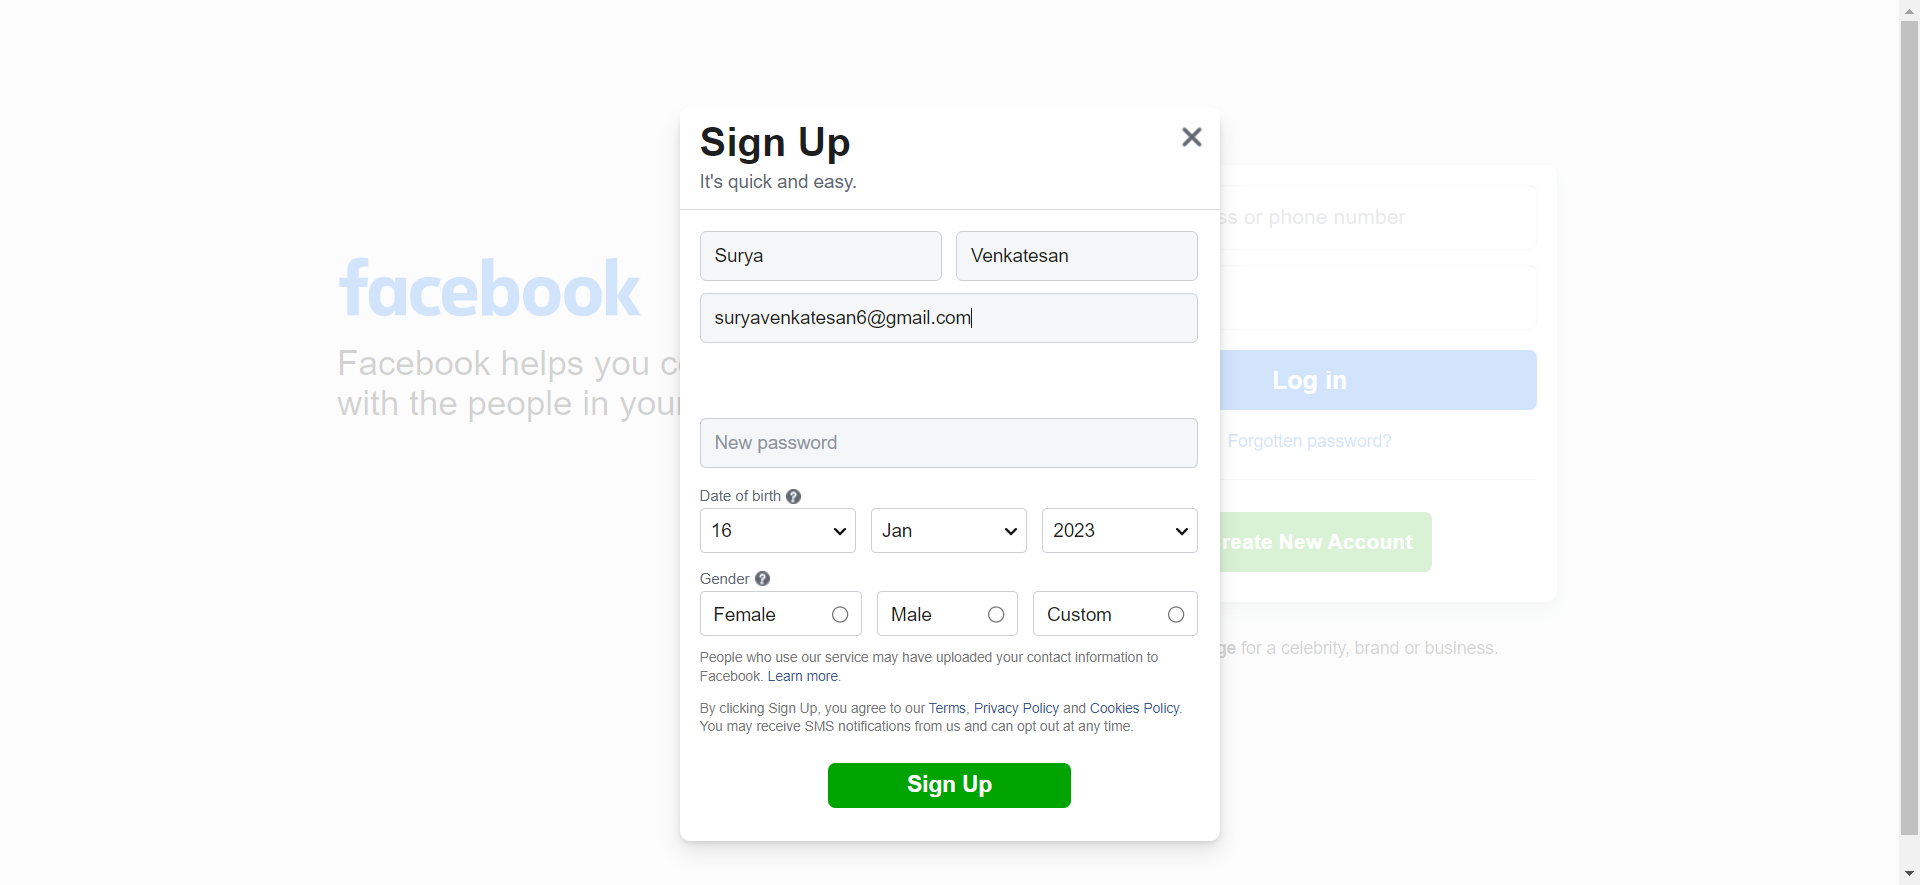 Sign Up
It's quick and easy.
Surya
Venkatesan
suryavenkatesan6@gmail.com
New password
Date of birth ?
16
Jan
2023
Gender ?
Female
Male
Custom
People who use our service may have uploaded your contact information to
Facebook. Learn more.
By clicking Sign Up, you agree to our Terms, Privacy Policy and Cookies Policy.
You may receive SMS notifications from us and can opt out at any time.
Sign Up
facebook
Facebook helps you
with the people in your
or phone number
Log in
Forgotten password?
New Account
for a celebrity, brand or business.